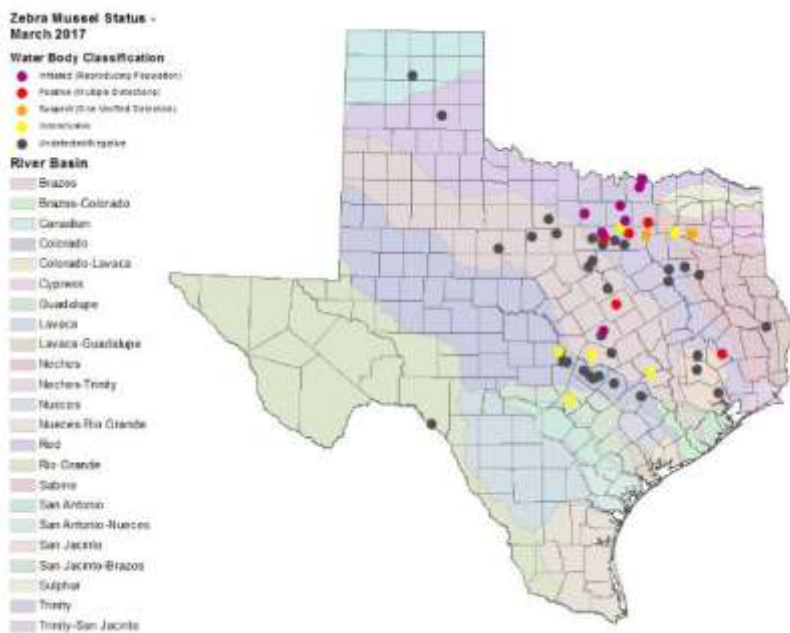 Zebra Mussel Status -
March 2017
Water Body Classification
Infested (Reproducing Population)
Positive (Multiple Detections)
Suspect (One Verified Detection)
Inconclusive
Undetected/Negative
River Basin
Brazos
Brazos-Colorado
Canadian
Colorado
Colorado-Lavaca
Cypress
Guadalupe
Lavaca
Lavaca-Guadalupe
Neches
Neches-Trinity
Nueces
Nueces-Rio Grande
Red
Rio Grande
Sabine
San Antonio
San Antonio-Nueces
San Jacinto
San Jacinto-Brazos
Sulphur
Trinity
Trinity-San Jacinto